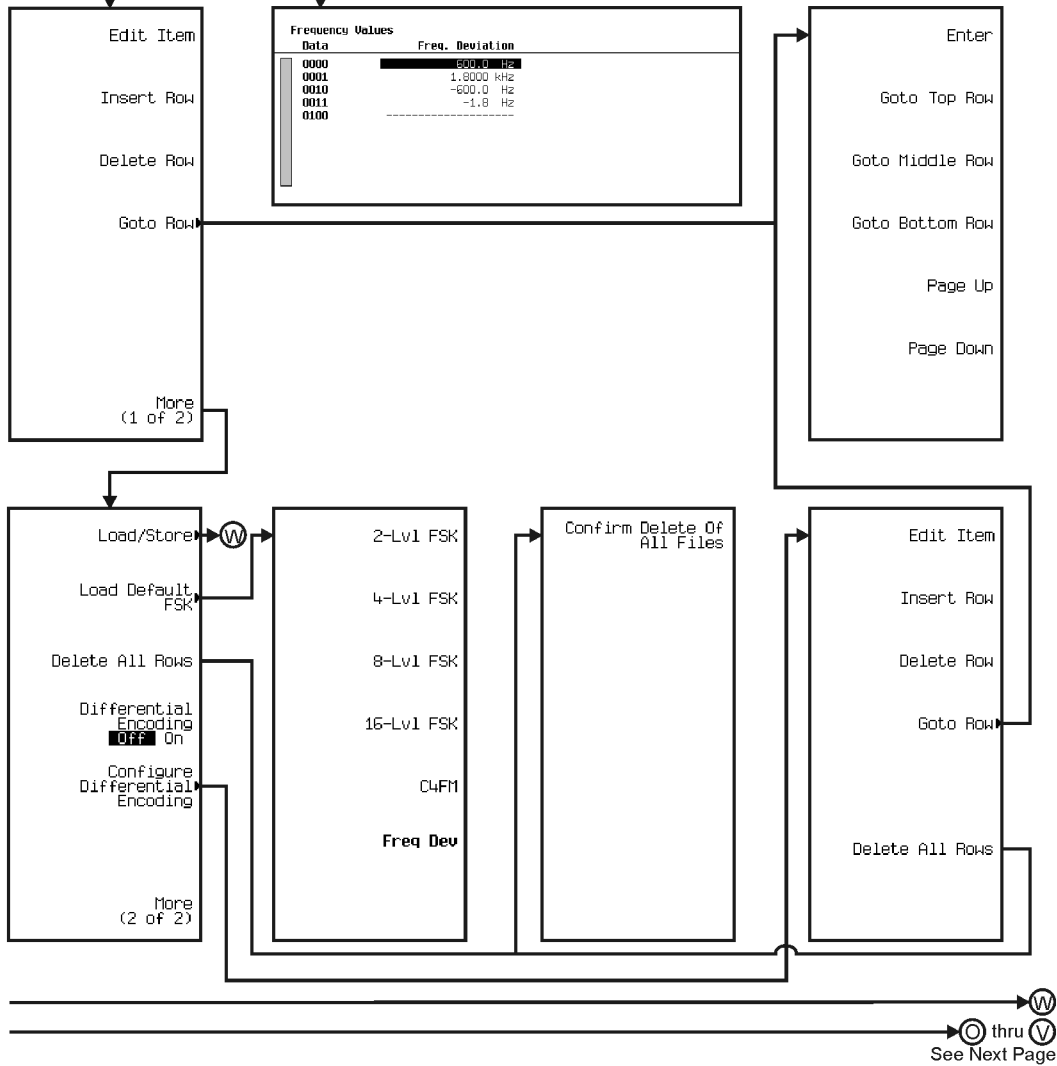 Edit Item
Insert Row
Delete Row
Goto Row
More
(1 of 2)
Frequency Values
Data Freq. Deviation
0000 600.0 Hz
0001 1.8000 kHz
0010 -600.0 Hz
0011 -1.8 Hz
0100 --------------------
Enter
Goto Top Row
Goto Middle Row
Goto Bottom Row
Page Up
Page Down
Load/Store
W
Load Default
FSK
Delete All Rows
Differential
Encoding
Off On
Configure
Differential
Encoding
More
(2 of 2)
2-Lvl FSK
4-Lvl FSK
8-Lvl FSK
16-Lvl FSK
C4FM
Freq Dev
Confirm Delete Of
All Files
Edit Item
Insert Row
Delete Row
Goto Row
Delete All Rows
W
O thru V
See Next Page